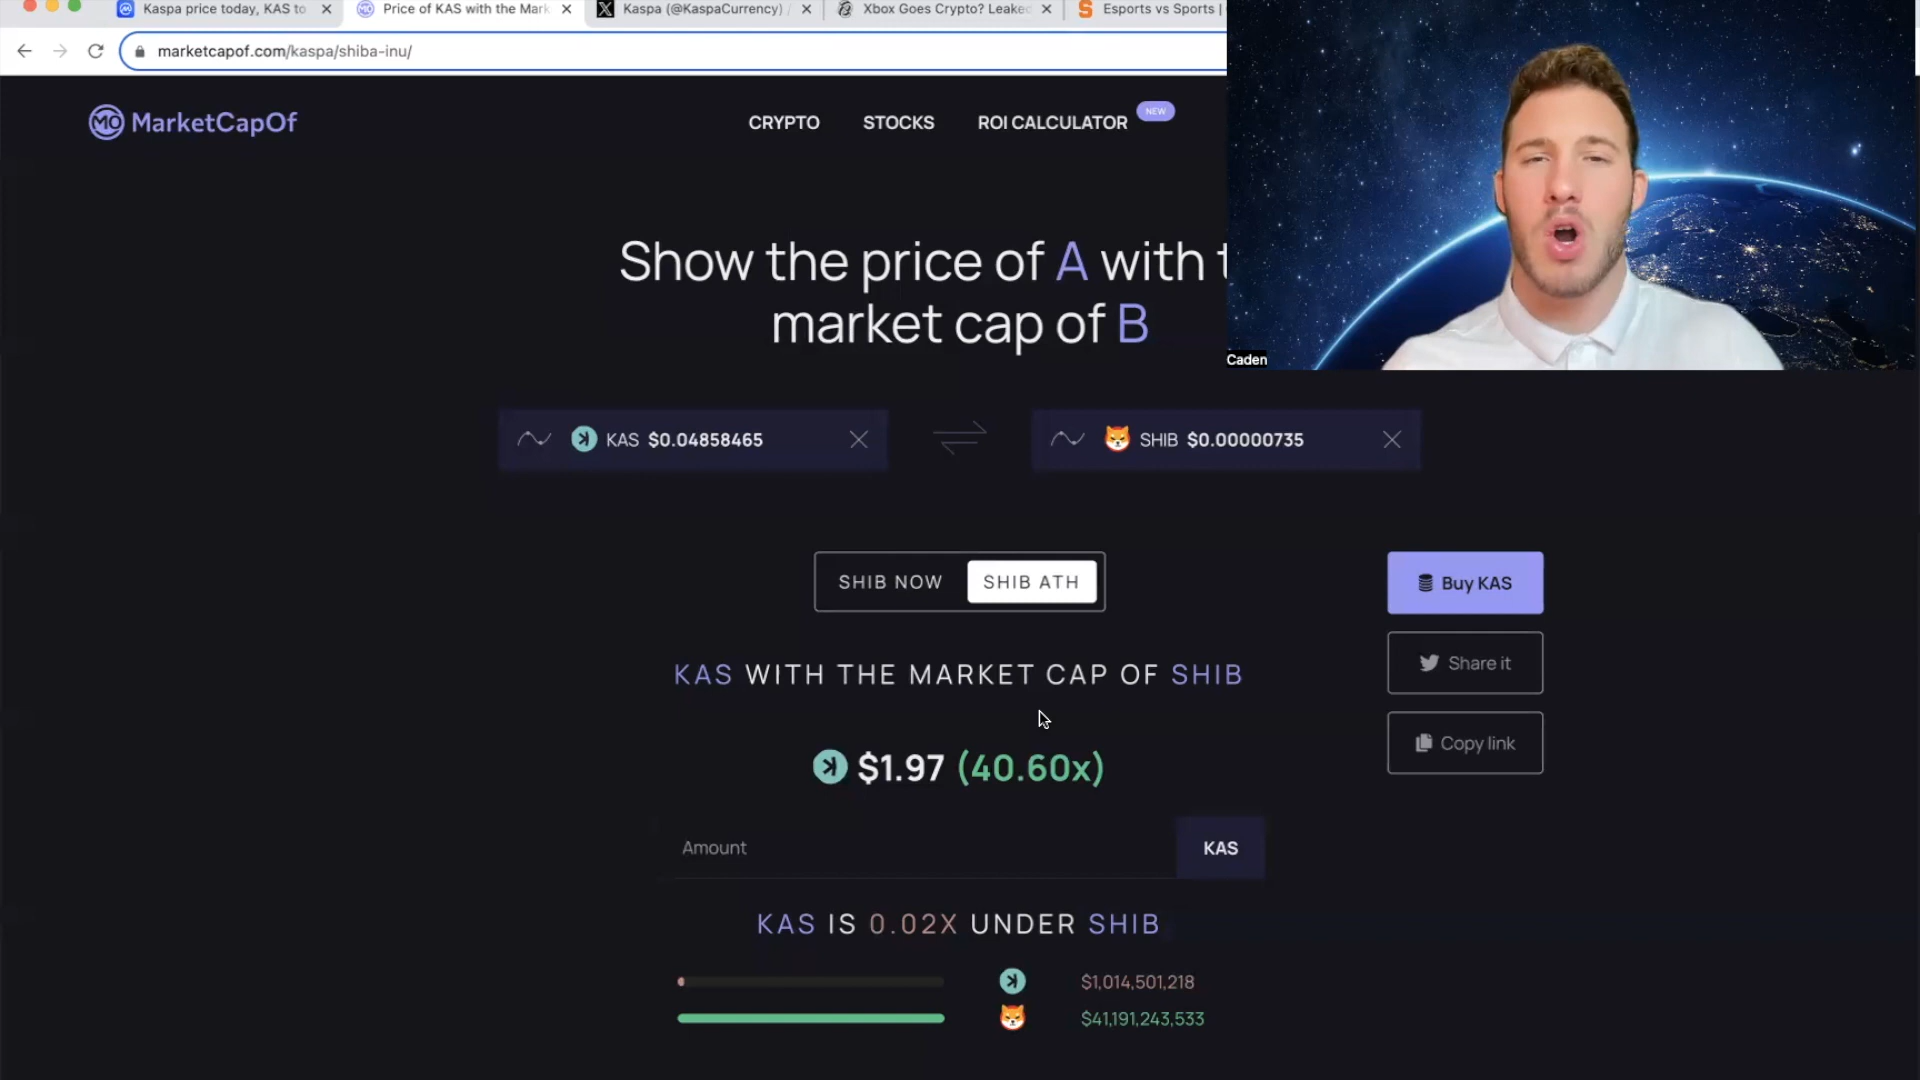 Kaspa price today, KAS to
Price of KAS with the Mark
Kaspa (@KaspaCurrency) /
Xbox Goes Crypto? Leaked
Esports vs Sports |
marketcapof.com/kaspa/shiba-inu/
MO MarketCapOf
CRYPTO
STOCKS
ROI CALCULATOR
NEW
Show the price of A with t
market cap of B
Caden
KAS $0.04858465
SHIB $0.00000735
SHIB NOW
SHIB ATH
Buy KAS
Share it
Copy link
KAS WITH THE MARKET CAP OF SHIB
$1.97 (40.60x)
Amount
KAS
KAS IS 0.02X UNDER SHIB
$1,014,501,218
$41,191,243,533